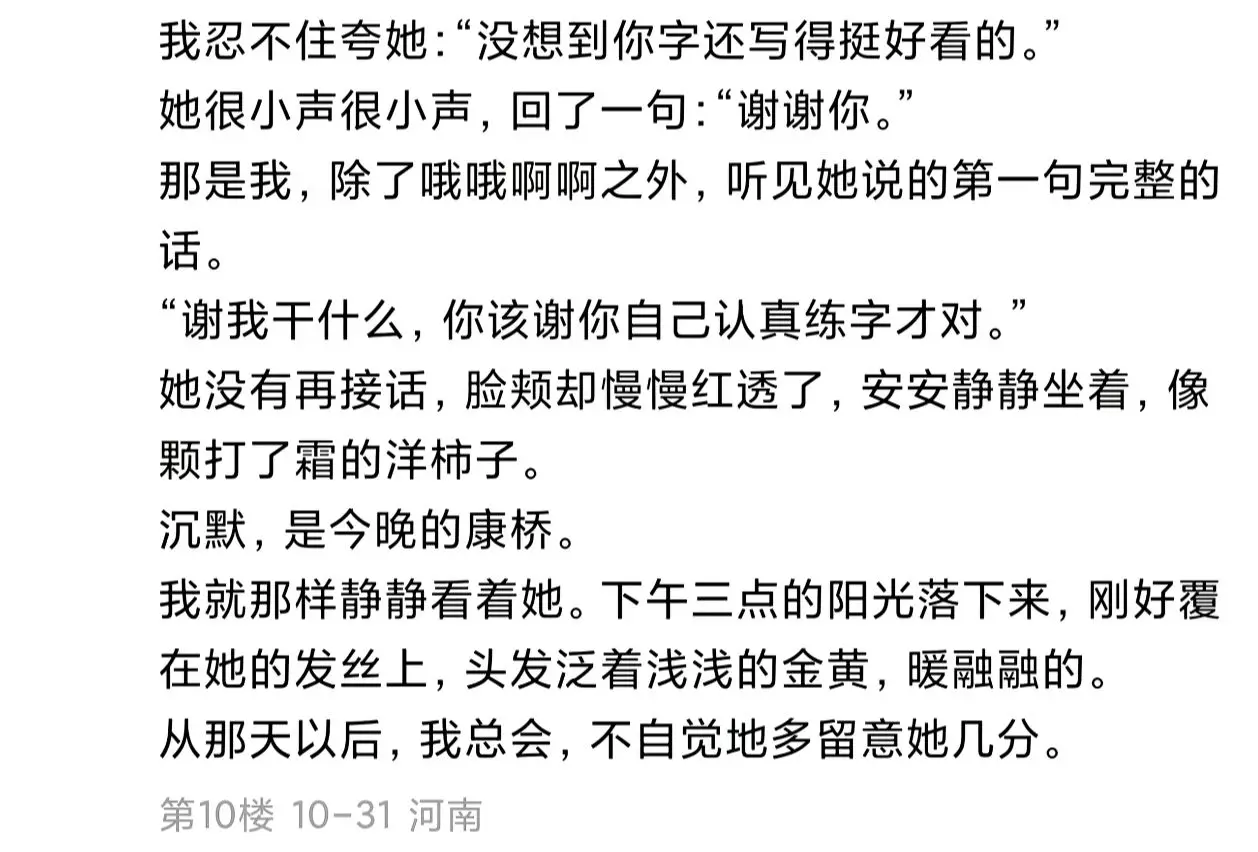 我忍不住夸她：“没想到你字还写得挺好看的。”
她很小声很小声，回了一句：“谢谢你。”
那是我，除了哦哦啊啊之外，听见她说的第一句完整的
话。
“谢我干什么，你该谢你自己认真练字才对。”
她没有再接话，脸颊却慢慢红透了，安安静静坐着，像
颗打了霜的洋柿子。
沉默，是今晚的康桥。
我就那样静静看着她。下午三点的阳光落下来，刚好覆
在她的发丝上，头发泛着浅浅的金黄，暖融融的。
从那天以后，我总会，不自觉地多留意她几分。
第10楼 10-31 河南